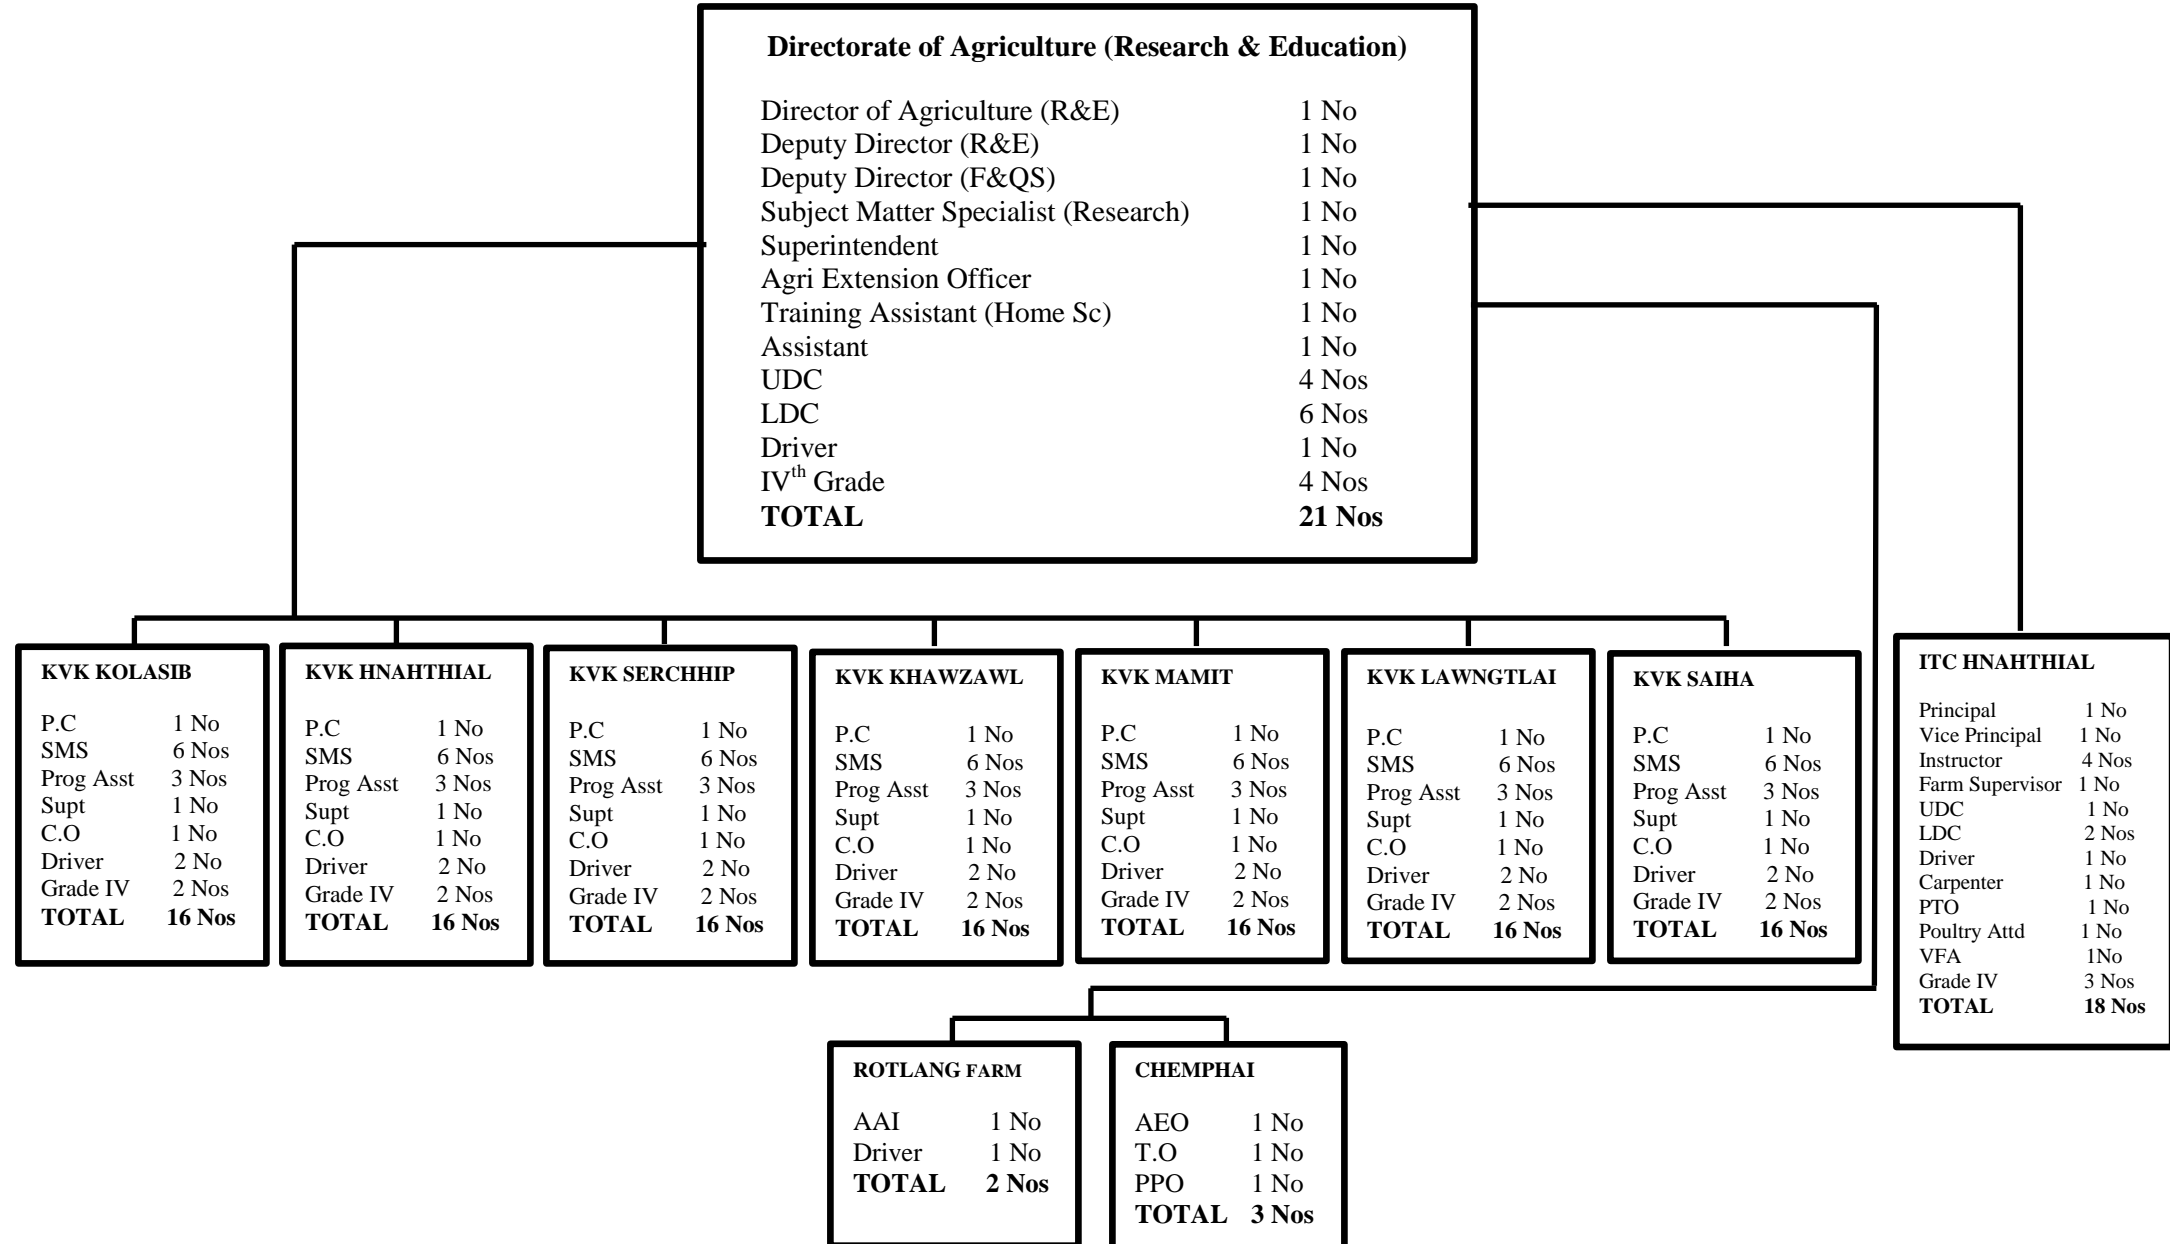 Directorate of Agriculture (Research & Education)
Director of Agriculture (R&E) 1 No
Deputy Director (R&E) 1 No
Deputy Director (F&QS) 1 No
Subject Matter Specialist (Research) 1 No
Superintendent 1 No
Agri Extension Officer 1 No
Training Assistant (Home Sc) 1 No
Assistant 1 No
UDC 4 Nos
LDC 6 Nos
Driver 1 No
IVth Grade 4 Nos
TOTAL 21 Nos
KVK KOLASIB
P.C 1 No
SMS 6 Nos
Prog Asst 3 Nos
Supt 1 No
C.O 1 No
Driver 2 No
Grade IV 2 Nos
TOTAL 16 Nos
KVK HNAHTHIAL
P.C 1 No
SMS 6 Nos
Prog Asst 3 Nos
Supt 1 No
C.O 1 No
Driver 2 No
Grade IV 2 Nos
TOTAL 16 Nos
KVK SERCHHIP
P.C 1 No
SMS 6 Nos
Prog Asst 3 Nos
Supt 1 No
C.O 1 No
Driver 2 No
Grade IV 2 Nos
TOTAL 16 Nos
KVK KHAWZAWL
P.C 1 No
SMS 6 Nos
Prog Asst 3 Nos
Supt 1 No
C.O 1 No
Driver 2 No
Grade IV 2 Nos
TOTAL 16 Nos
KVK MAMIT
P.C 1 No
SMS 6 Nos
Prog Asst 3 Nos
Supt 1 No
C.O 1 No
Driver 2 No
Grade IV 2 Nos
TOTAL 16 Nos
KVK LAWNGTLAI
P.C 1 No
SMS 6 Nos
Prog Asst 3 Nos
Supt 1 No
C.O 1 No
Driver 2 No
Grade IV 2 Nos
TOTAL 16 Nos
KVK SAIHA
P.C 1 No
SMS 6 Nos
Prog Asst 3 Nos
Supt 1 No
C.O 1 No
Driver 2 No
Grade IV 2 Nos
TOTAL 16 Nos
ITC HNAHTHIAL
Principal 1 No
Vice Principal 1 No
Instructor 4 Nos
Farm Supervisor 1 No
UDC 1 No
LDC 2 Nos
Driver 1 No
Carpenter 1 No
PTO 1 No
Poultry Attd 1 No
VFA 1No
Grade IV 3 Nos
TOTAL 18 Nos
ROTLANG FARM
AAI 1 No
Driver 1 No
TOTAL 2 Nos
CHEMPHAI
AEO 1 No
T.O 1 No
PPO 1 No
TOTAL 3 Nos